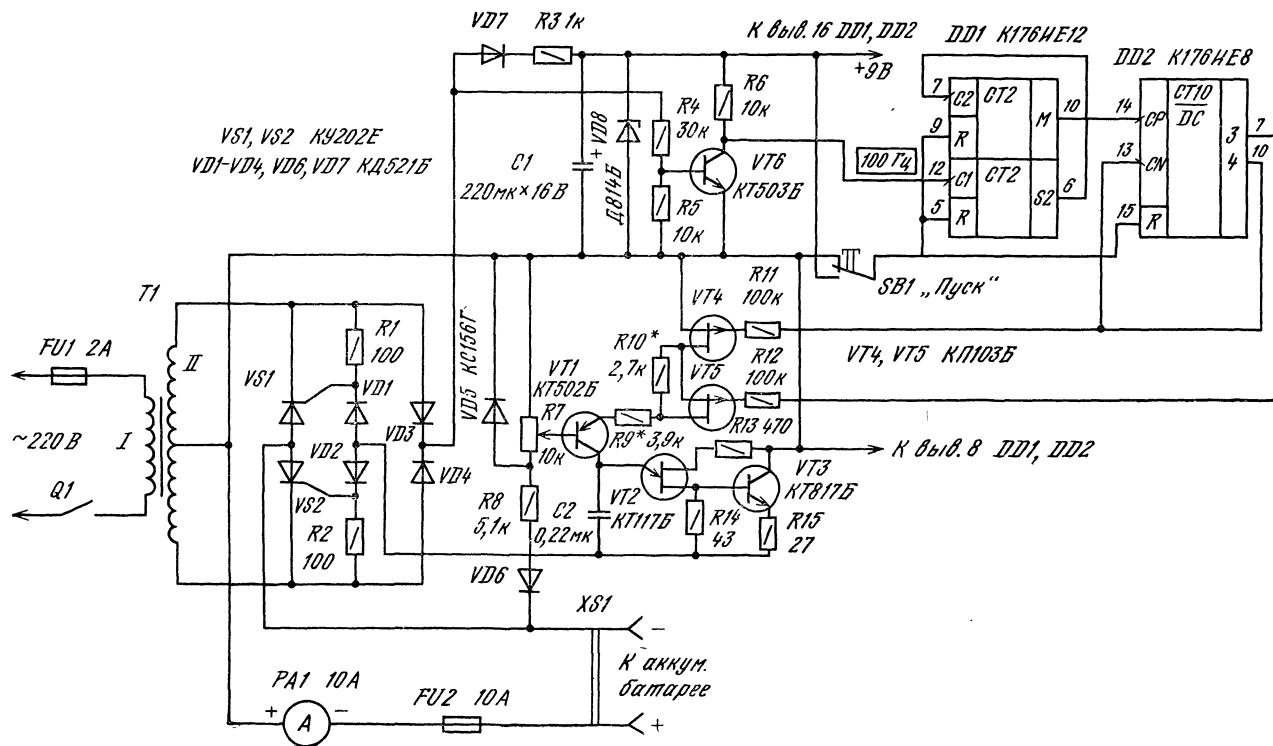 VD7
R3 1к
К выв. 16 DD1, DD2
+9В
DD1 К176ИЕ12
DD2 К176ИЕ8
VS1, VS2 КУ202Е
VD1-VD4, VD6, VD7 КД521Б
C1
220мк×16В
+
VD8
Д814Б
R4
30к
R5
10к
R6
10к
VT6
КТ503Б
100 Гц
7
9
12
5
C2
R
C1
R
CT2
CT2
M
S2
10
6
14
13
15
CP
CN
R
CT10
DC
3
4
7
10
SB1 „Пуск“
T1
FU1 2А
II
I
~220В
Q1
VS1
VS2
R1
100
VD1
VD2
R2
100
VD3
VD4
VD5 КС156Г
R7
10к
R8
5,1к
VD6
VT1
КТ502Б
R10*
2,7к
R9* 3,9к
C2
0,22мк
VT2
КТ117Б
VT4
VT5
R11
100к
R12
100к
R13 470
VT4, VT5 КП103Б
К выв. 8 DD1, DD2
VT3
КТ817Б
R14
43
R15
27
XS1
−
К аккум.
батарее
+
PA1 10А
+
A
−
FU2 10А